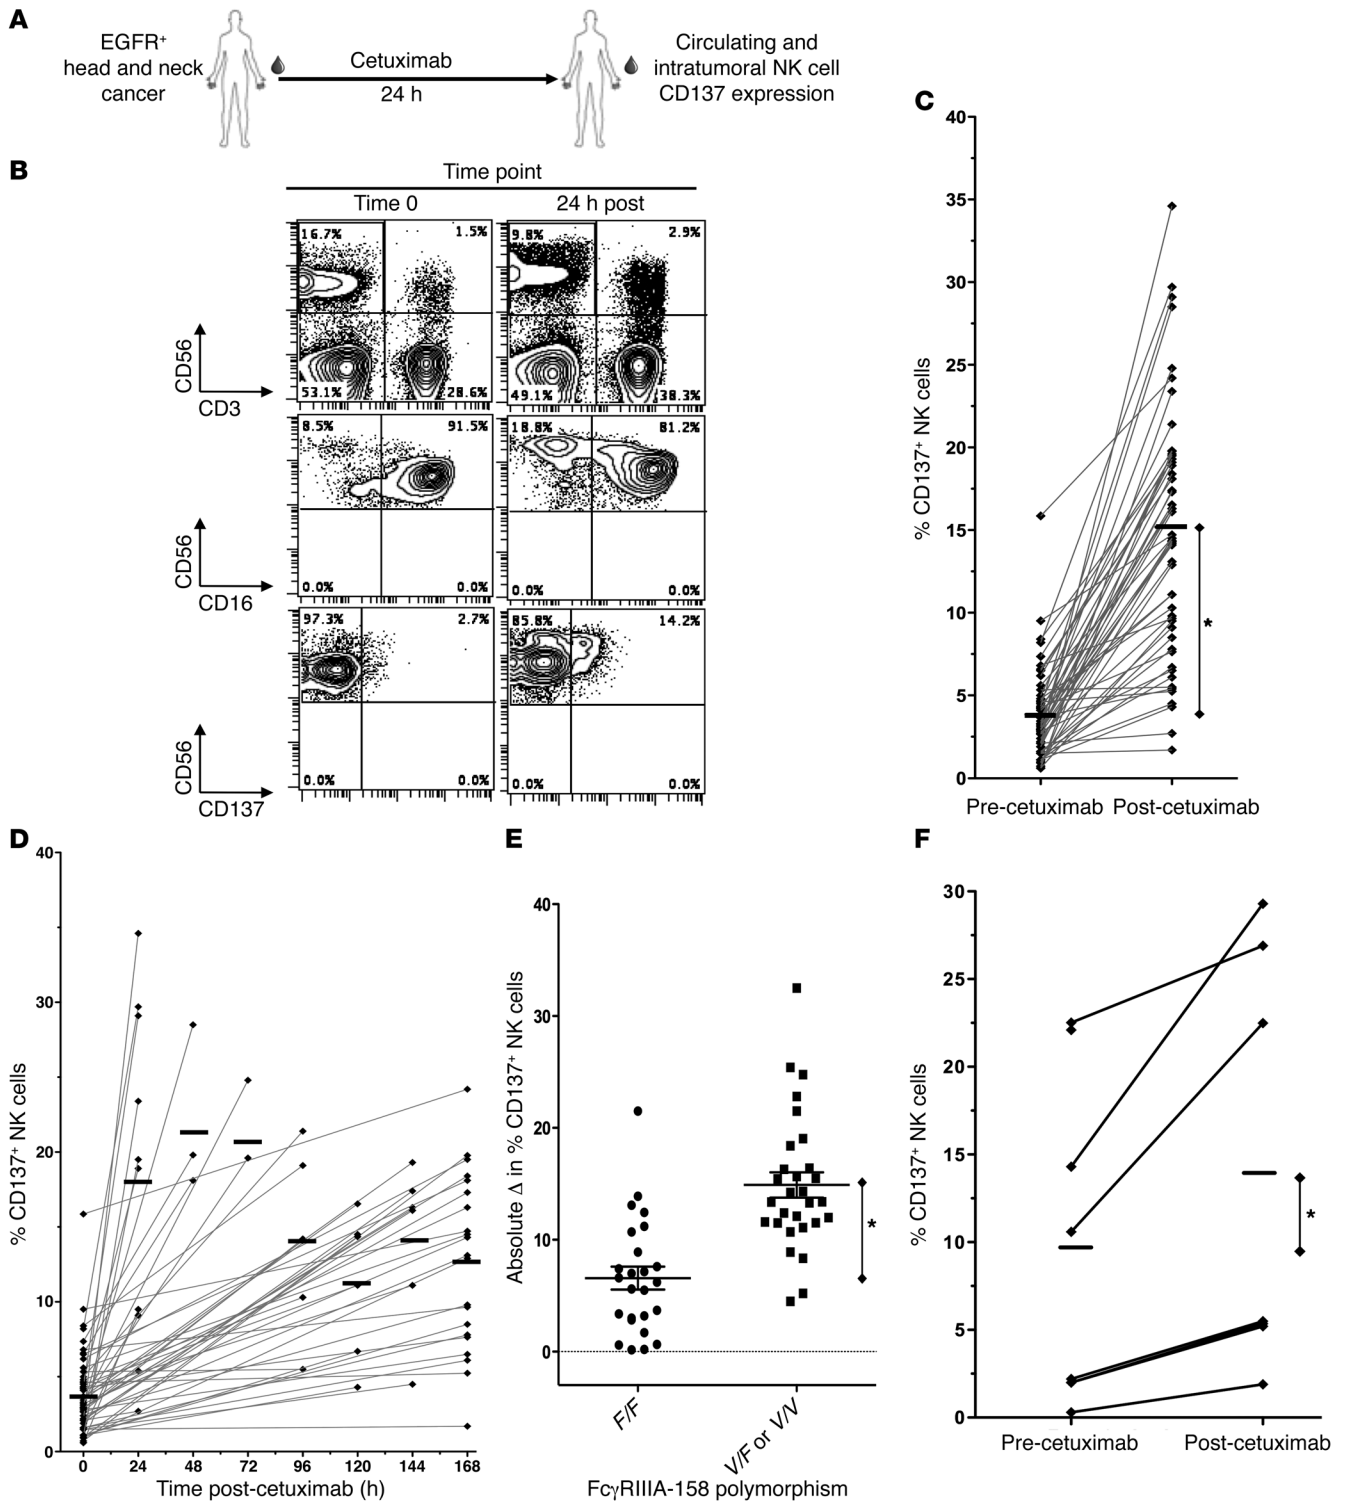 A
EGFR⁺
head and neck
cancer
Cetuximab
24 h
Circulating and
intratumoral NK cell
CD137 expression
B
Time point
Time 0
24 h post
16.7%
1.5%
53.1%
28.6%
9.8%
2.9%
49.1%
38.3%
CD56
CD3
8.5%
91.5%
0.0%
0.0%
18.8%
81.2%
0.0%
0.0%
CD56
CD16
97.3%
2.7%
0.0%
0.0%
85.8%
14.2%
0.0%
0.0%
CD56
CD137
C
% CD137⁺ NK cells
40
35
30
25
20
15
10
5
0
*
Pre-cetuximab
Post-cetuximab
D
% CD137⁺ NK cells
40
30
20
10
0
0
24
48
72
96
120
144
168
Time post-cetuximab (h)
E
Absolute Δ in % CD137⁺ NK cells
40
30
20
10
0
*
F/F
V/F or V/V
FcγRIIIA-158 polymorphism
F
% CD137⁺ NK cells
30
25
20
15
10
5
0
*
Pre-cetuximab
Post-cetuximab